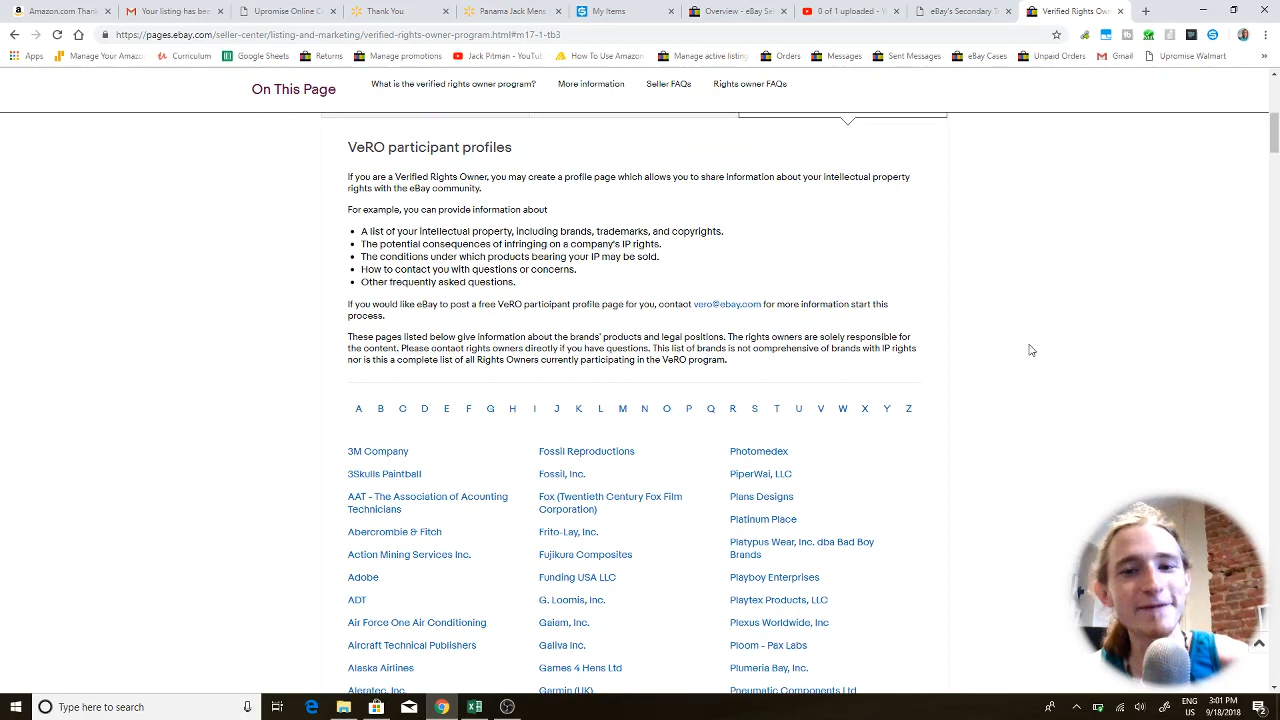 Amazon.com Thank
Your listing has bee
Upromise Online C
Thank You
Panama Jack Mens
My Items
Overview - eBay Sel
0 of 1 uploaded - Y
eBay's Secondary T
Verified Rights Own
https://pages.ebay.com/seller-center/listing-and-marketing/verified-rights-owner-program.html#m17-1-tb3
Apps
Manage Your Amaz
Curriculum
Google Sheets
Returns
Manage promotions
Jack Pitman - YouTu
How To Use Amazon
Manage active listing
Orders
Messages
Sent Messages
eBay Cases
Unpaid Orders
Gmail
Upromise Walmart
On This Page
What is the verified rights owner program?
More information
Seller FAQs
Rights owner FAQs
VeRO participant profiles
If you are a Verified Rights Owner, you may create a profile page which allows you to share information about your intellectual property
rights with the eBay community.
For example, you can provide information about
• A list of your intellectual property, including brands, trademarks, and copyrights.
• The potential consequences of infringing on a company's IP rights.
• The conditions under which products bearing your IP may be sold.
• How to contact you with questions or concerns.
• Other frequently asked questions.
If you would like eBay to post a free VeRO participant profile page for you, contact vero@ebay.com for more information start this
process.
These pages listed below give information about the brands' products and legal positions. The rights owners are solely responsible for
the content. Please contact rights owners directly if you have questions. This list of brands is not comprehensive of brands with IP rights
nor is this a complete list of all Rights Owners currently participating in the VeRO program.
A B C D E F G H I J K L M N O P Q R S T U V W X Y Z
3M Company
3Skulls Paintball
AAT - The Association of Acounting
Technicians
Abercrombie & Fitch
Action Mining Services Inc.
Adobe
ADT
Air Force One Air Conditioning
Aircraft Technical Publishers
Alaska Airlines
Aleratec, Inc.
Fossil Reproductions
Fossil, Inc.
Fox (Twentieth Century Fox Film
Corporation)
Frito-Lay, Inc.
Fujikura Composites
Funding USA LLC
G. Loomis, Inc.
Gaiam, Inc.
Galiva Inc.
Games 4 Hens Ltd
Garmin (UK)
Photomedex
PiperWai, LLC
Plans Designs
Platinum Place
Platypus Wear, Inc. dba Bad Boy
Brands
Playboy Enterprises
Playtex Products, LLC
Plexus Worldwide, Inc
Ploom - Pax Labs
Plumeria Bay, Inc.
Pneumatic Components Ltd
Type here to search
ENG
US
3:01 PM
9/18/2018